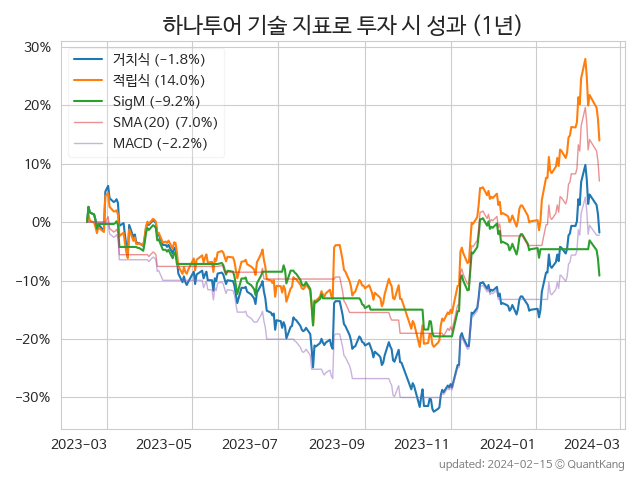 하나투어 기술 지표로 투자 시 성과 (1년)
30%
20%
10%
0%
−10%
−20%
−30%
거치식 (−1.8%)
적립식 (14.0%)
SigM (−9.2%)
SMA(20) (7.0%)
MACD (−2.2%)
2023-03
2023-05
2023-07
2023-09
2023-11
2024-01
2024-03
updated: 2024-02-15 © QuantKang